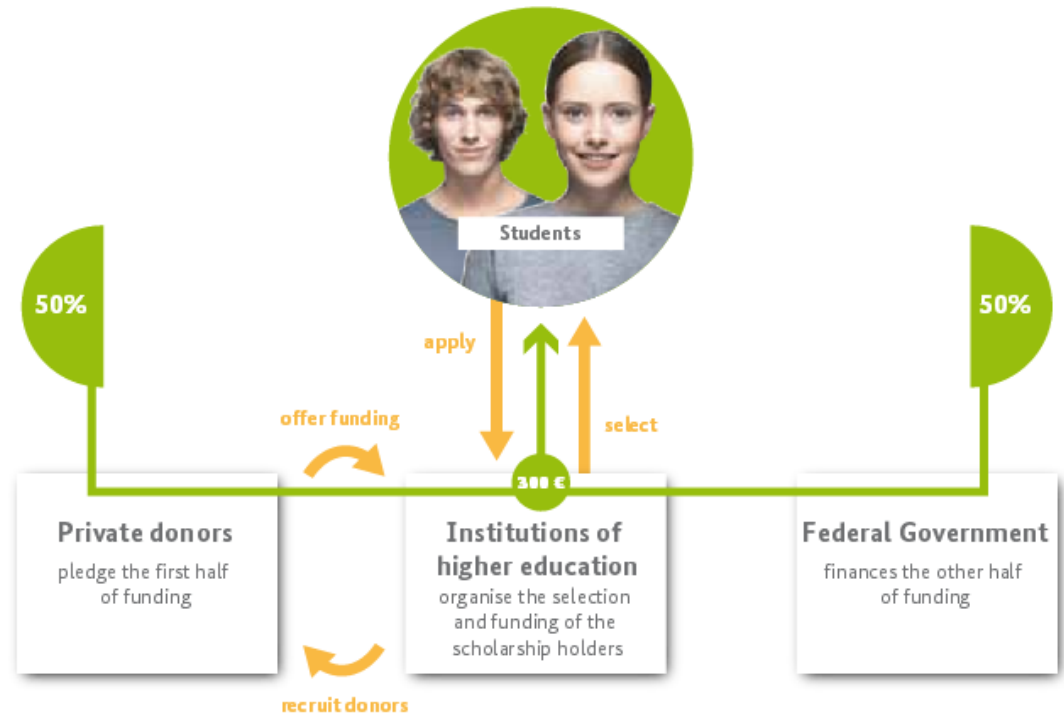 Students
50%
50%
apply
offer funding
select
300 €
Private donors
pledge the first half
of funding
Institutions of
higher education
organise the selection
and funding of the
scholarship holders
Federal Government
finances the other half
of funding
recruit donors